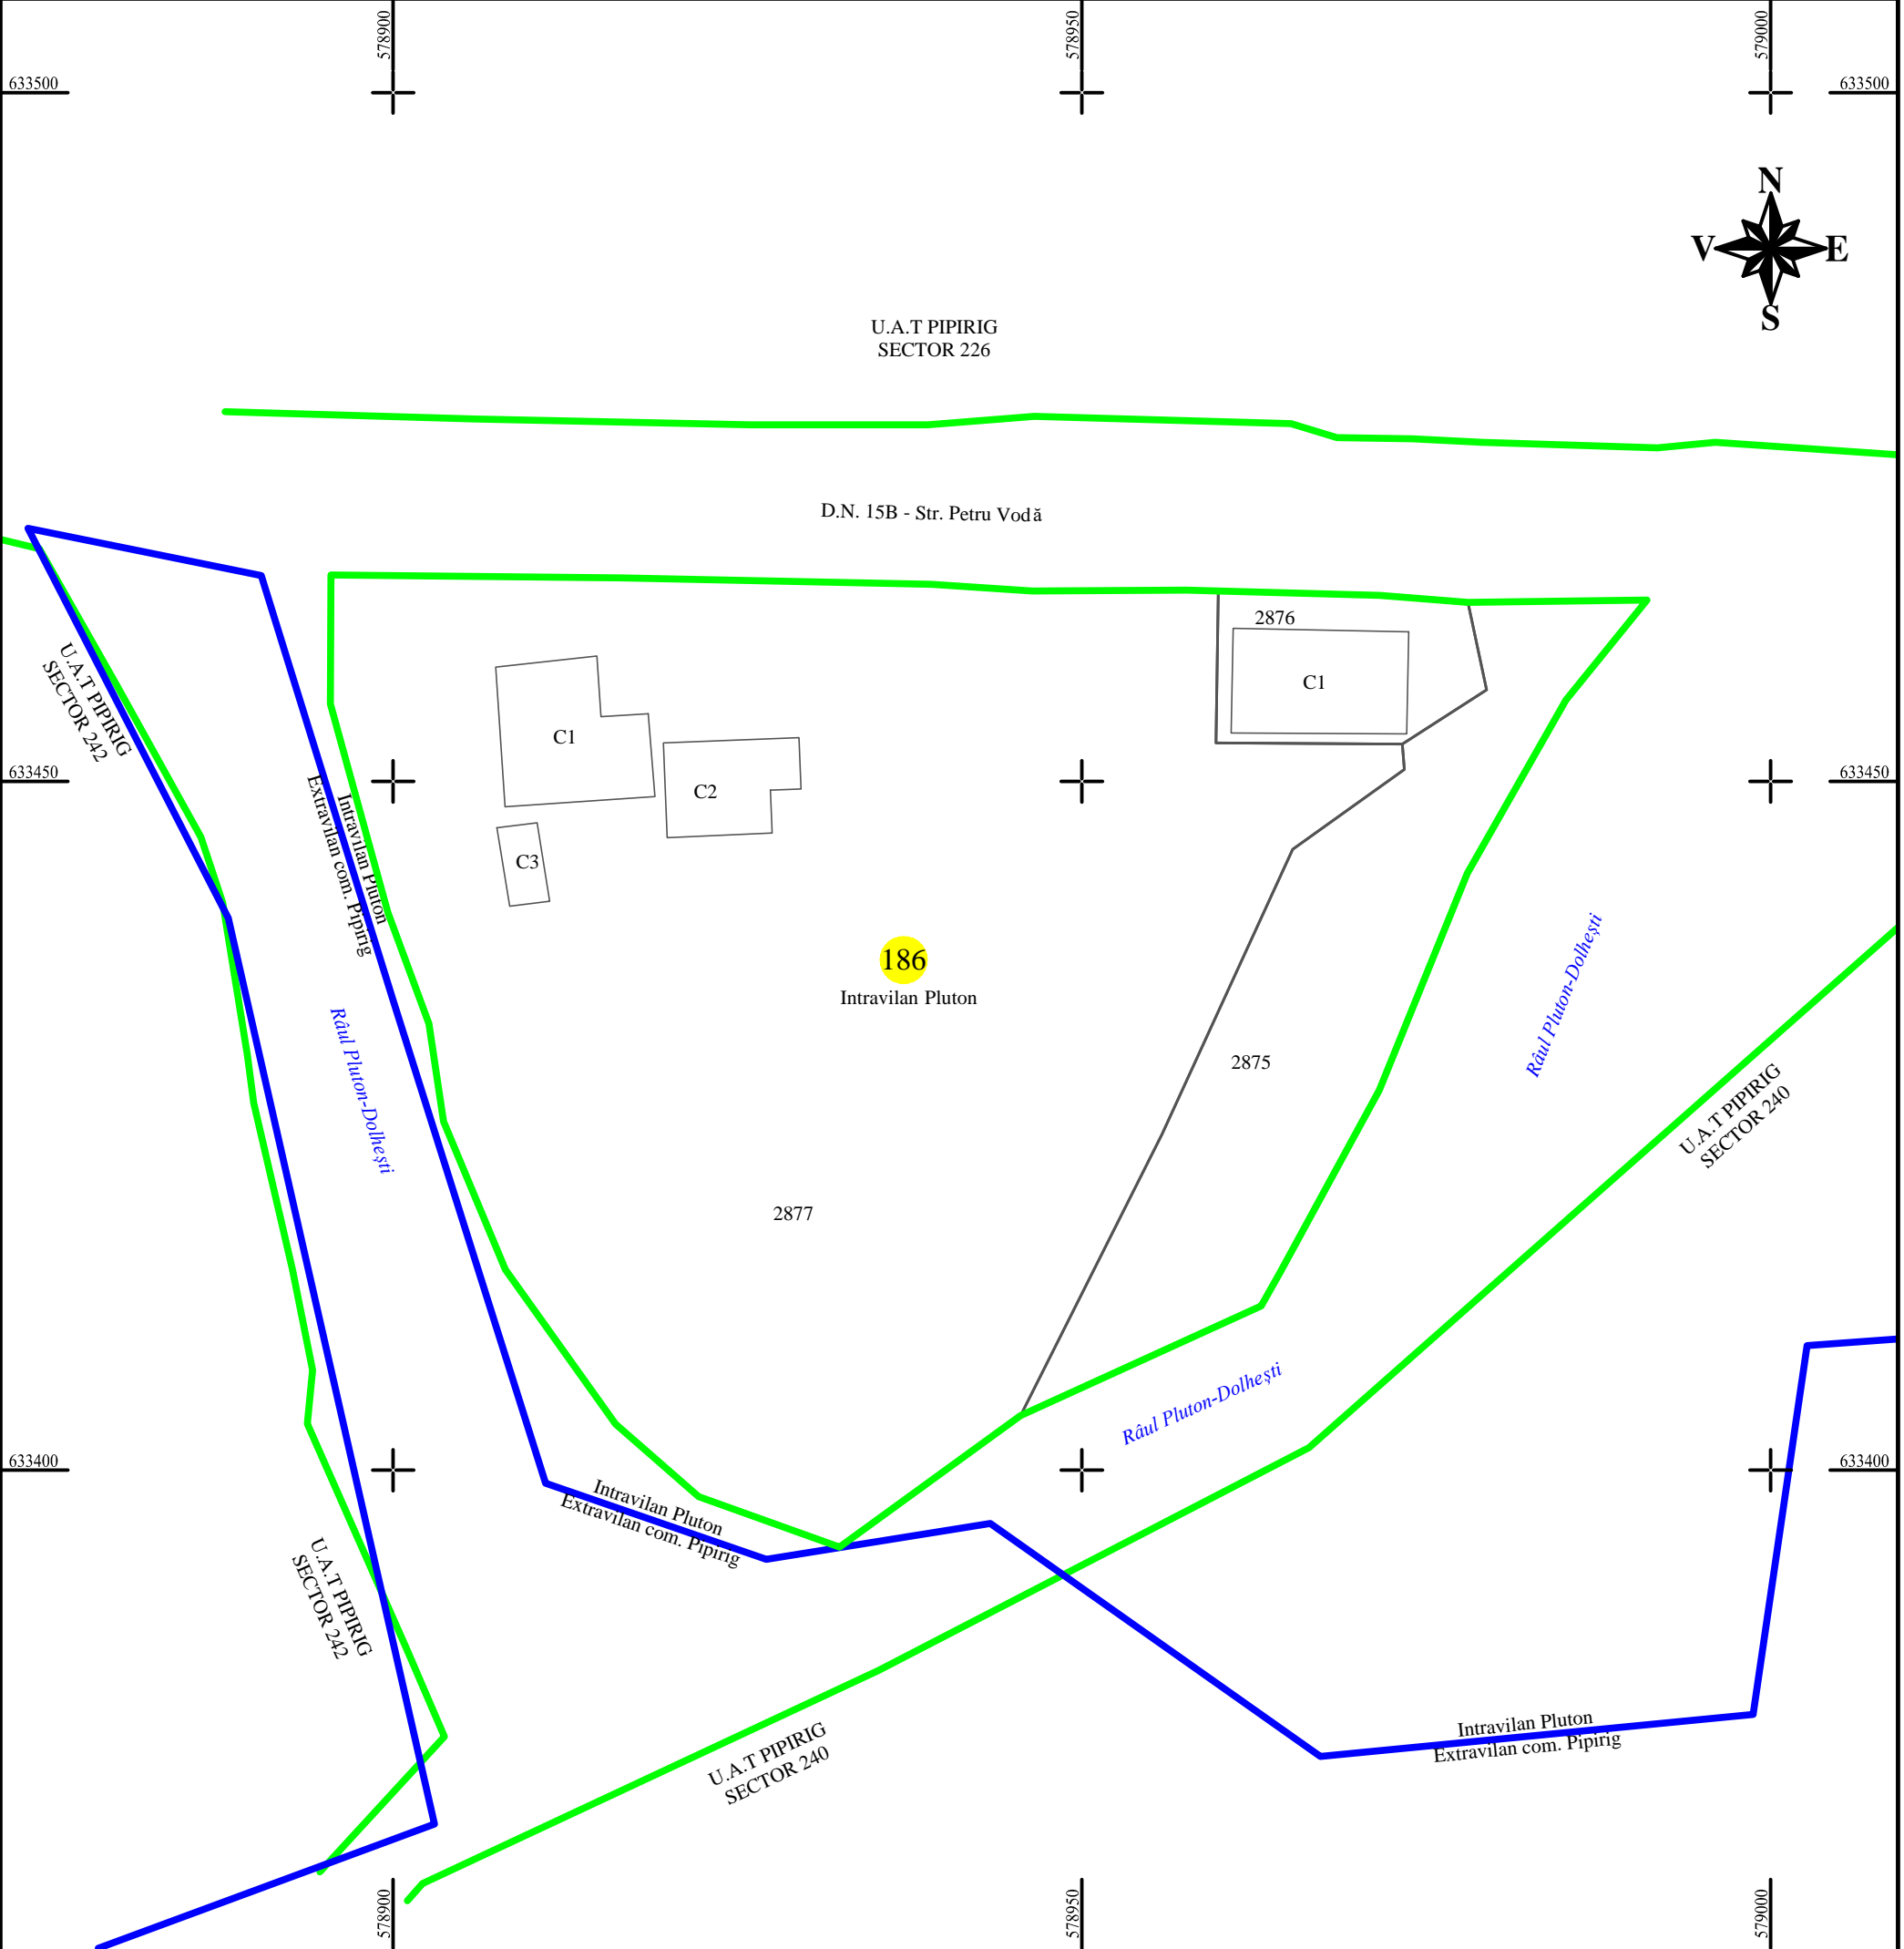 578900
578950
579000
633500
633500
N
V
E
S
U.A.T PIPIRIG
SECTOR 226
D.N. 15B - Str. Petru Vodă
2876
C1
U.A.T PIPIRIG
SECTOR 242
C1
C2
C3
633450
633450
Intravilan Pluton
Extravilan com. Pipirig
186
Intravilan Pluton
Râul Pluton-Dolheşti
Râul Pluton-Dolheşti
2875
U.A.T PIPIRIG
SECTOR 240
2877
Râul Pluton-Dolheşti
633400
633400
Intravilan Pluton
Extravilan com. Pipirig
U.A.T PIPIRIG
SECTOR 242
U.A.T PIPIRIG
SECTOR 240
Intravilan Pluton
Extravilan com. Pipirig
578900
578950
579000